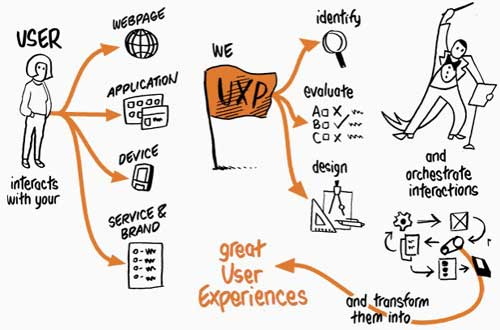 USER
interacts
with your
WEBPAGE
APPLICATION
DEVICE
SERVICE &
BRAND
WE
UXP
identify
evaluate
A
B
C
design
and
orchestrate
interactions
and transform
them into
great
User
Experiences